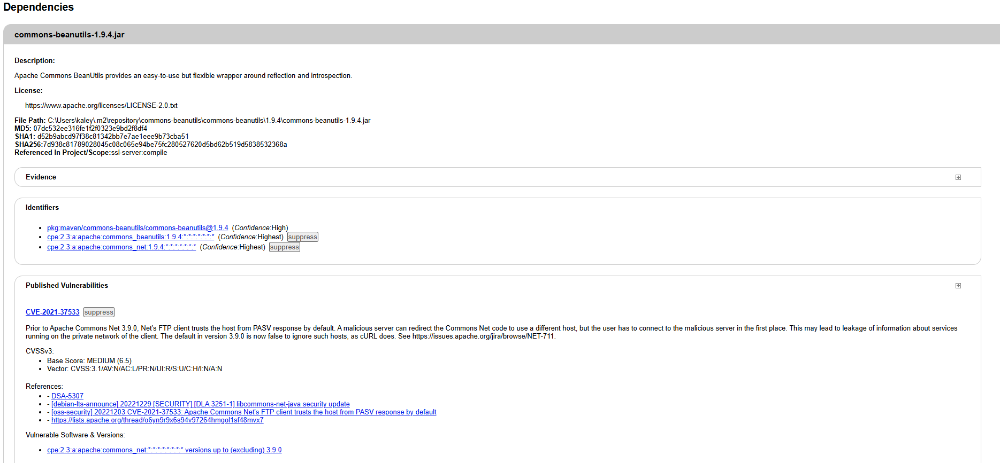 Dependencies
commons-beanutils-1.9.4.jar
Description:
Apache Commons BeanUtils provides an easy-to-use but flexible wrapper around reflection and introspection.
License:
https://www.apache.org/licenses/LICENSE-2.0.txt
File Path: C:\Users\kaley\.m2\repository\commons-beanutils\commons-beanutils\1.9.4\commons-beanutils-1.9.4.jar
MD5: 07dc532ee316fe1f2f0323e9bd2f8df4
SHA1: d52b9abcd97f38c81342bb7e7ae1eee9b73cba51
SHA256:7d938c81789028045c08c065e94be75fc280527620d5bd62b519d5838532368a
Referenced In Project/Scope:ssl-server:compile
Evidence
Identifiers
• pkg:maven/commons-beanutils/commons-beanutils@1.9.4 (Confidence:High)
• cpe:2.3:a:apache:commons_beanutils:1.9.4:*:*:*:*:*:*:* (Confidence:Highest) suppress
• cpe:2.3:a:apache:commons_net:1.9.4:*:*:*:*:*:*:* (Confidence:Highest) suppress
Published Vulnerabilities
CVE-2021-37533 suppress
Prior to Apache Commons Net 3.9.0, Net's FTP client trusts the host from PASV response by default. A malicious server can redirect the Commons Net code to use a different host, but the user has to connect to the malicious server in the first place. This may lead to leakage of information about services
running on the private network of the client. The default in version 3.9.0 is now false to ignore such hosts, as cURL does. See https://issues.apache.org/jira/browse/NET-711.
CVSSv3:
• Base Score: MEDIUM (6.5)
• Vector: CVSS:3.1/AV:N/AC:L/PR:N/UI:R/S:U/C:H/I:N/A:N
References:
• - DSA-5307
• - [debian-lts-announce] 20221229 [SECURITY] [DLA 3251-1] libcommons-net-java security update
• - [oss-security] 20221203 CVE-2021-37533: Apache Commons Net's FTP client trusts the host from PASV response by default
• - https://lists.apache.org/thread/o6yn9r9x6s94v97264hmgol1sf48mvx7
Vulnerable Software & Versions:
• cpe:2.3:a:apache:commons_net:*:*:*:*:*:*:*:* versions up to (excluding) 3.9.0